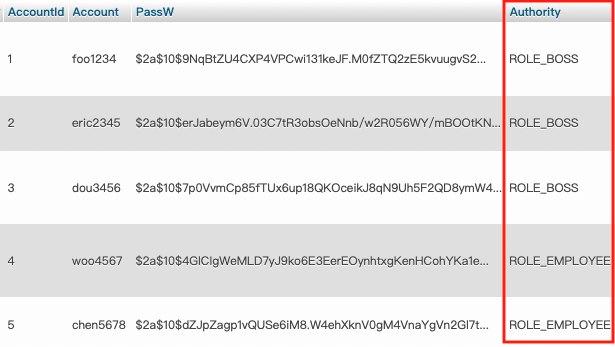 AccountId Account PassW Authority
1 foo1234 $2a$10$9NqBtZU4CXP4VPCwi131keJF.M0fZTQ2zE5kvuugvS2... ROLE_BOSS
2 eric2345 $2a$10$erJabeym6V.03C7tR3obsOeNnb/w2R056WY/mBOOtKN... ROLE_BOSS
3 dou3456 $2a$10$7p0VvmCp85fTUx6up18QKOceikJ8qN9Uh5F2QD8ymW4... ROLE_BOSS
4 woo4567 $2a$10$4GlClgWeMLD7yJ9ko6E3EerEOynhtxgKenHCohYKa1e... ROLE_EMPLOYEE
5 chen5678 $2a$10$dZJpZagp1vQUSe6iM8.W4ehXknV0gM4VnaYgVn2Gl7t... ROLE_EMPLOYEE